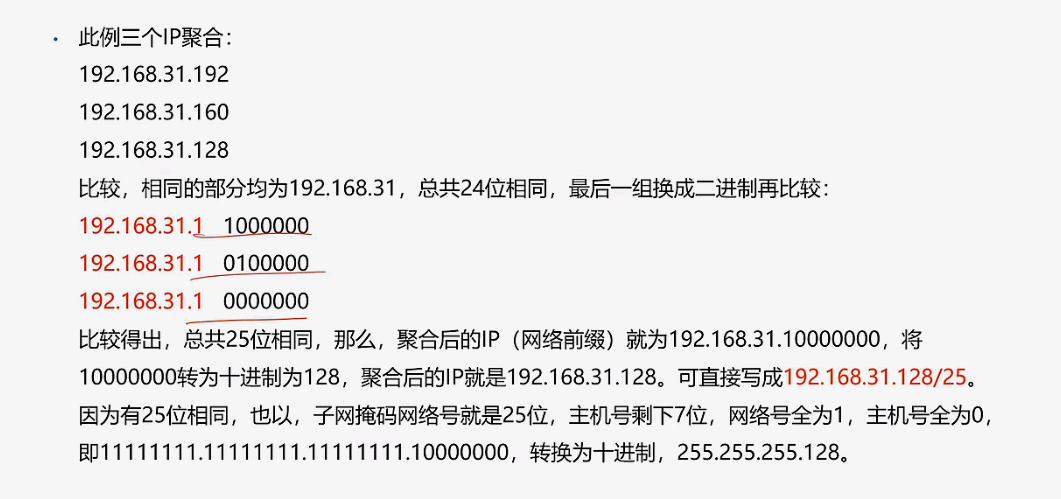 · 此例三个IP聚合：
192.168.31.192
192.168.31.160
192.168.31.128
比较，相同的部分均为192.168.31，总共24位相同，最后一组换成二进制再比较：
192.168.31.1 1000000
192.168.31.1 0100000
192.168.31.1 0000000
比较得出，总共25位相同，那么，聚合后的IP（网络前缀）就为192.168.31.10000000，将
10000000转为十进制为128，聚合后的IP就是192.168.31.128。可直接写成192.168.31.128/25。
因为有25位相同，也以，子网掩码网络号就是25位，主机号剩下7位，网络号全为1，主机号全为0，
即11111111.11111111.11111111.10000000，转换为十进制，255.255.255.128。